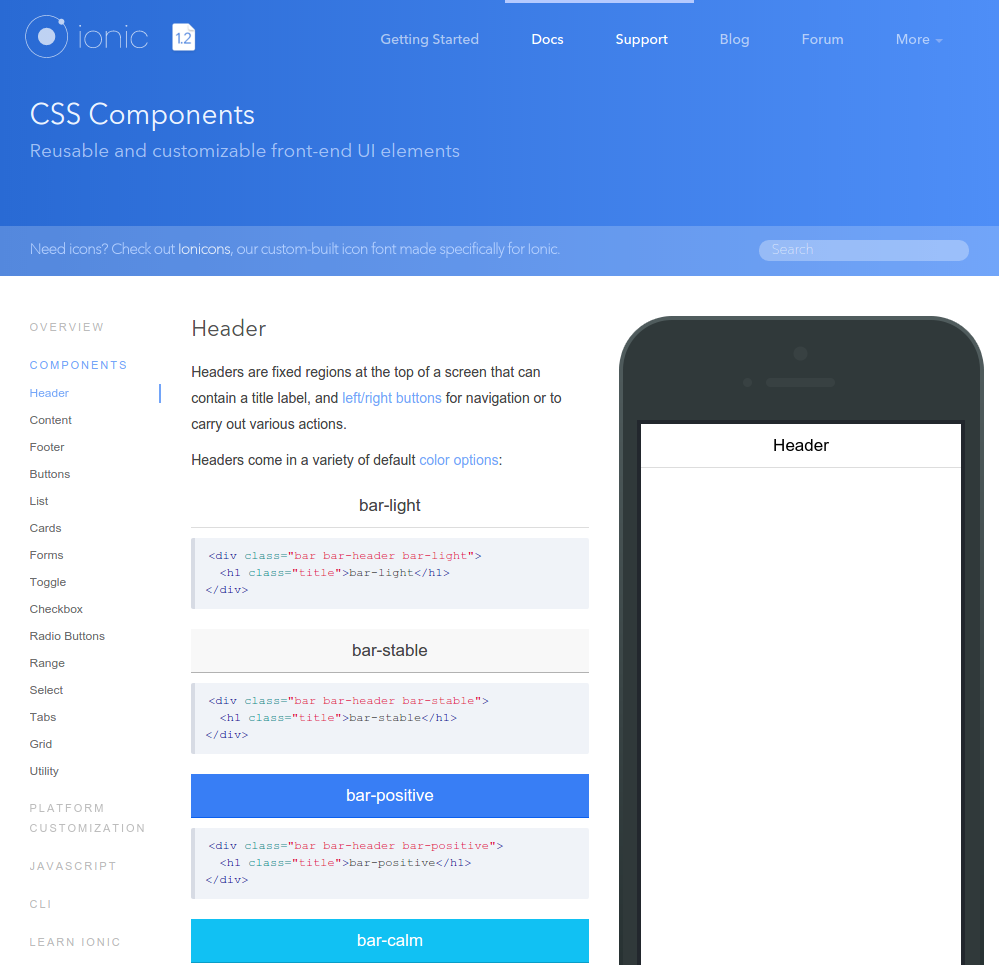 ionic 1.2
Getting Started Docs Support Blog Forum More
CSS Components
Reusable and customizable front-end UI elements
Need icons? Check out Ionicons, our custom-built icon font made specifically for Ionic.
Search
OVERVIEW
COMPONENTS
Header
Content
Footer
Buttons
List
Cards
Forms
Toggle
Checkbox
Radio Buttons
Range
Select
Tabs
Grid
Utility
PLATFORM
CUSTOMIZATION
JAVASCRIPT
CLI
LEARN IONIC
Header
Headers are fixed regions at the top of a screen that can
contain a title label, and left/right buttons for navigation or to
carry out various actions.
Headers come in a variety of default color options:
bar-light
<div class="bar bar-header bar-light">
<h1 class="title">bar-light</h1>
</div>
bar-stable
<div class="bar bar-header bar-stable">
<h1 class="title">bar-stable</h1>
</div>
bar-positive
<div class="bar bar-header bar-positive">
<h1 class="title">bar-positive</h1>
</div>
bar-calm
Header